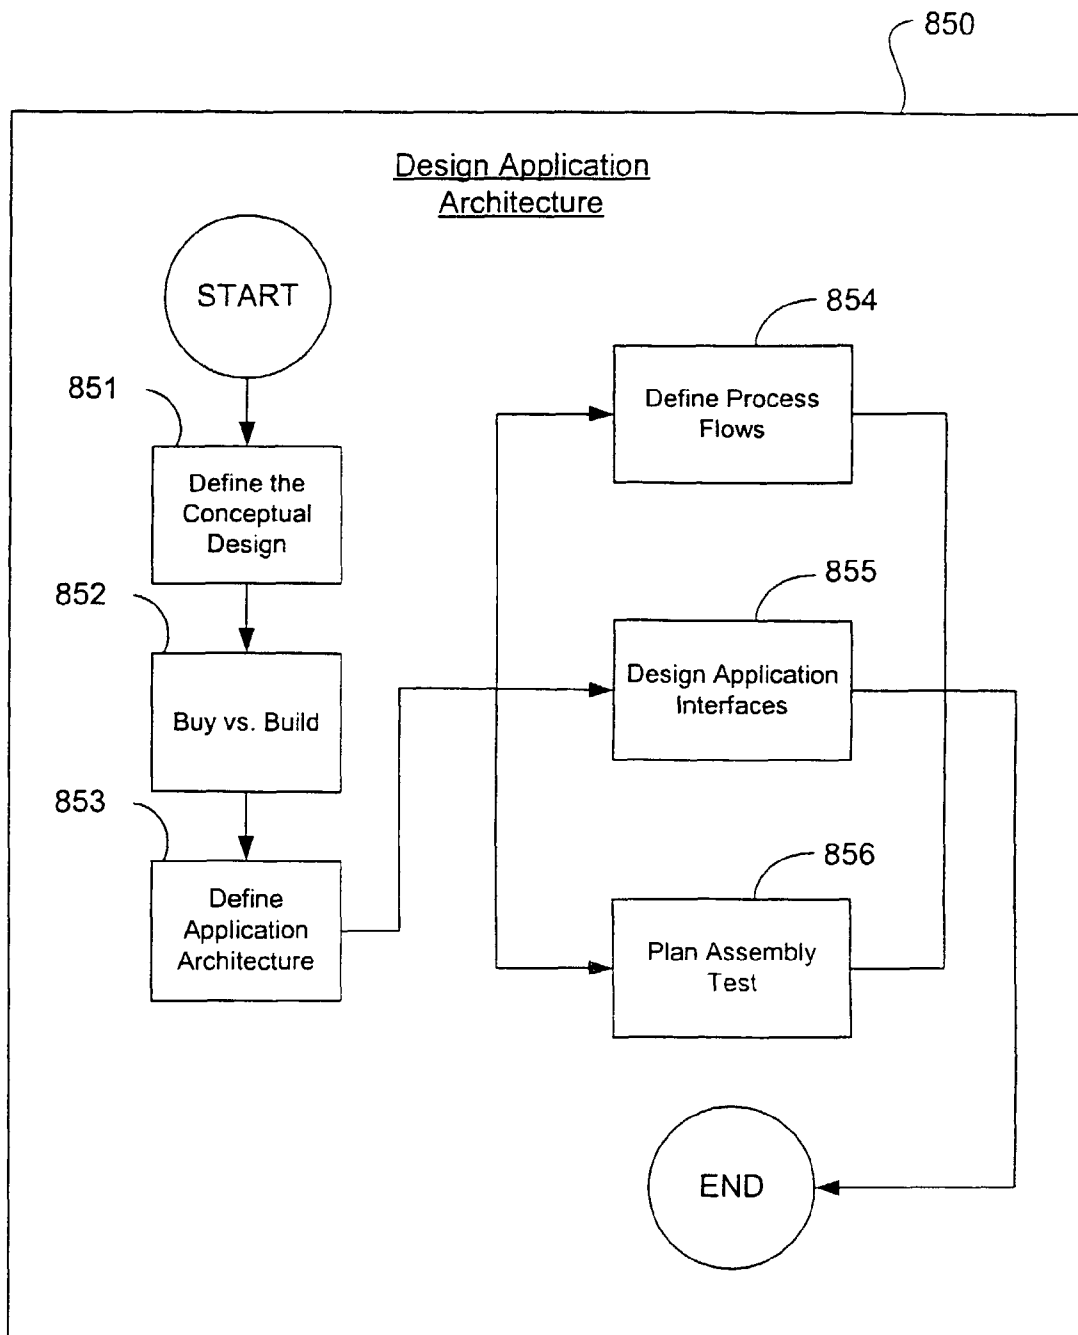 850
Design Application
Architecture
START
851
Define the
Conceptual
Design
852
Buy vs. Build
853
Define
Application
Architecture
854
Define Process
Flows
855
Design Application
Interfaces
856
Plan Assembly
Test
END